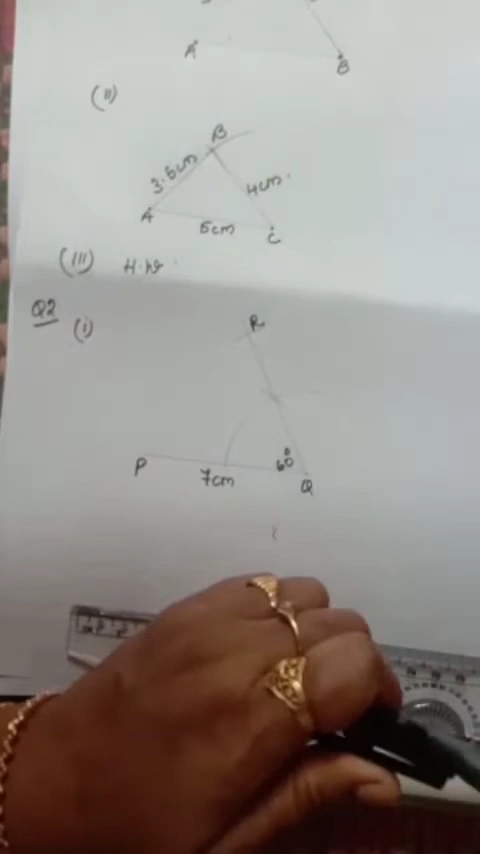 A
B
(II)
B
3.5cm
4cm.
A
5cm
C
(III) H.W.
Q2
(i)
R
P
60°
7cm
Q